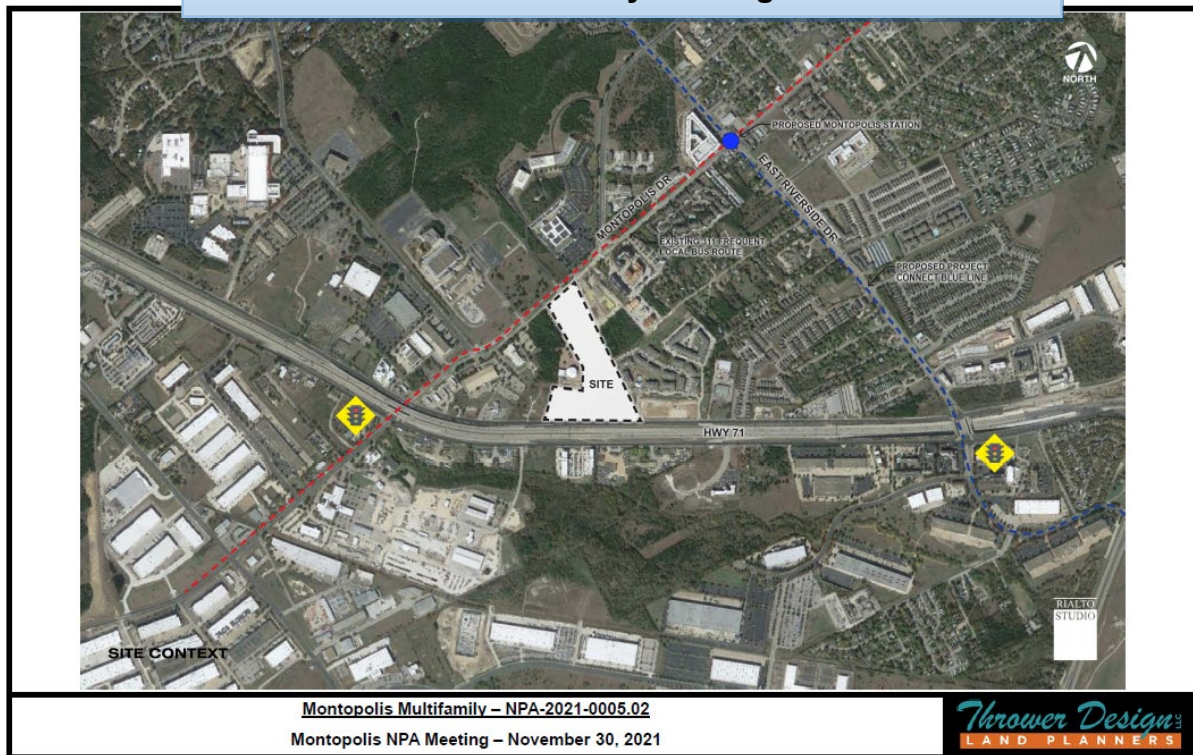 NORTH
PROPOSED MONTOPOLIS STATION
MONTOPOLIS DR.
EAST RIVERSIDE DR.
EXISTING 311 FREQUENT
LOCAL BUS ROUTE
PROPOSED PROJECT
CONNECT BLUE LINE
SITE
HWY 71
RIALTO
STUDIO
SITE CONTEXT
Montopolis Multifamily – NPA-2021-0005.02
Montopolis NPA Meeting – November 30, 2021
Thrower Design LLC
LAND PLANNERS